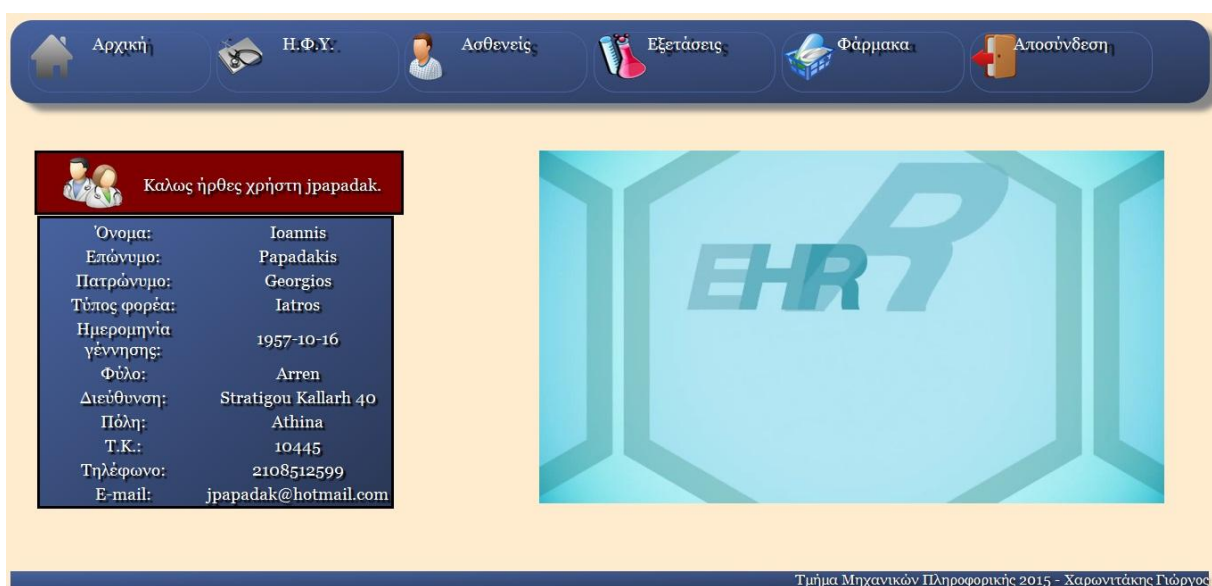 Αρχική
Η.Φ.Υ.
Ασθενείς
Εξετάσεις
Φάρμακα
Αποσύνδεση
Καλως ήρθες χρήστη jpapadak.
Όνομα: Ioannis
Επώνυμο: Papadakis
Πατρώνυμο: Georgios
Τύπος φορέα: Iatros
Ημερομηνία
γέννησης: 1957-10-16
Φύλο: Arren
Διεύθυνση: Stratigou Kallarh 40
Πόλη: Athina
Τ.Κ.: 10445
Τηλέφωνο: 2108512599
E-mail: jpapadak@hotmail.com
EHR R
Τμήμα Μηχανικών Πληροφορικής 2015 - Χαρωνιτάκης Γιώργος